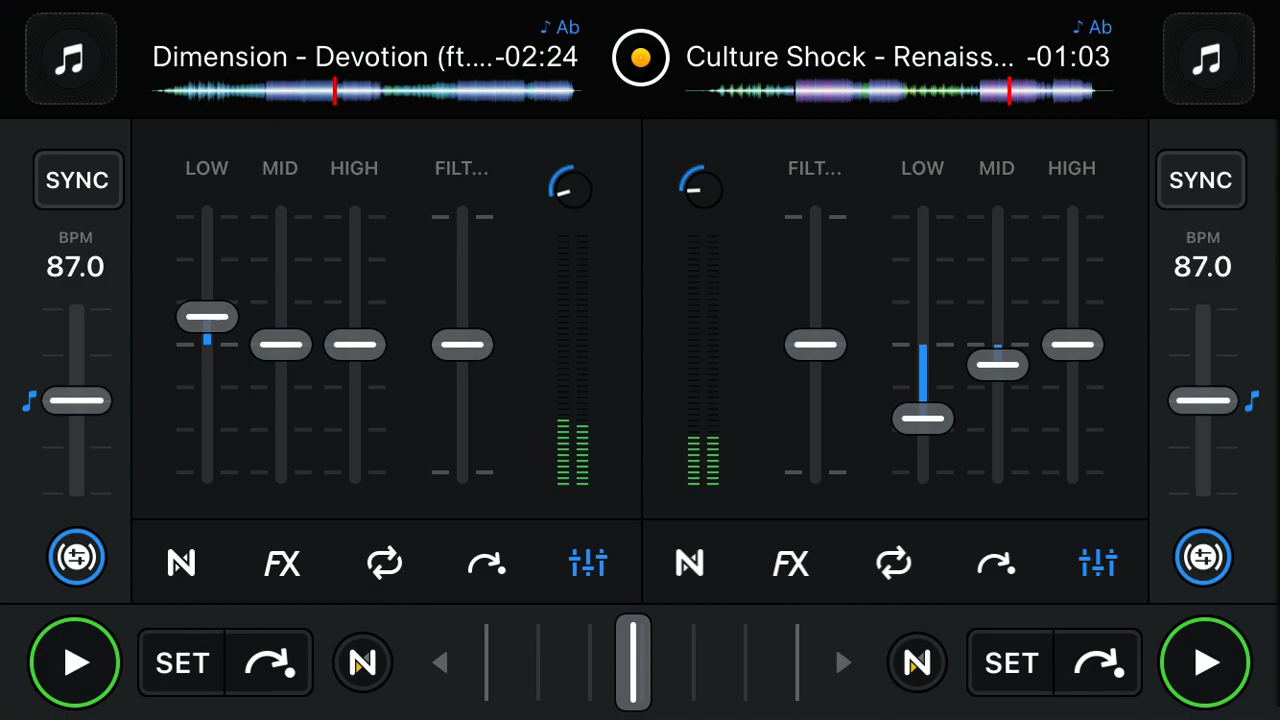 ♪ Ab
Dimension - Devotion (ft....-02:24
♪ Ab
Culture Shock - Renaiss... -01:03
SYNC
BPM
87.0
LOW MID HIGH FILT...
FILT... LOW MID HIGH
SYNC
BPM
87.0
FX
FX
SET
SET